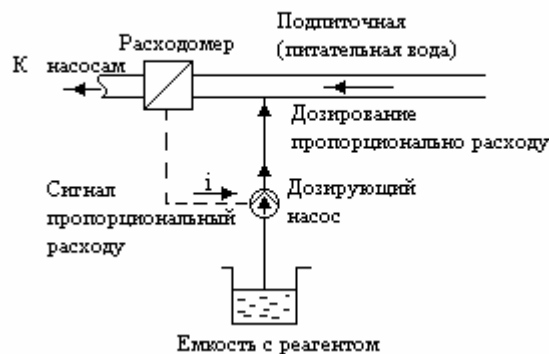 Подпиточная
(питательная вода)
Расходомер
К насосам
Дозирование
пропорционально расходу
Сигнал
пропорциональный
расходу
i
Дозирующий
насос
Емкость с реагентом